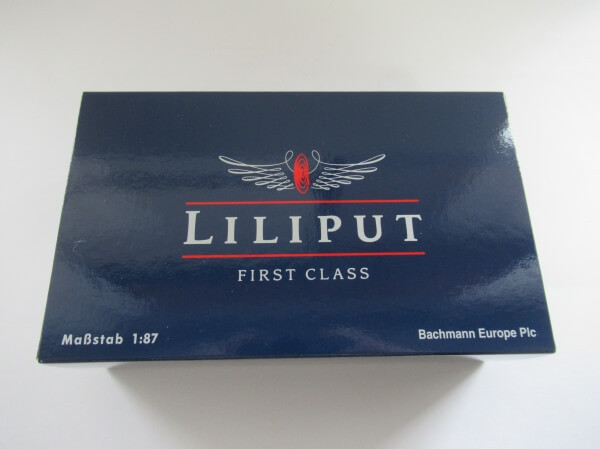 LILIPUT
FIRST CLASS
Maßstab 1:87
Bachmann Europe Plc